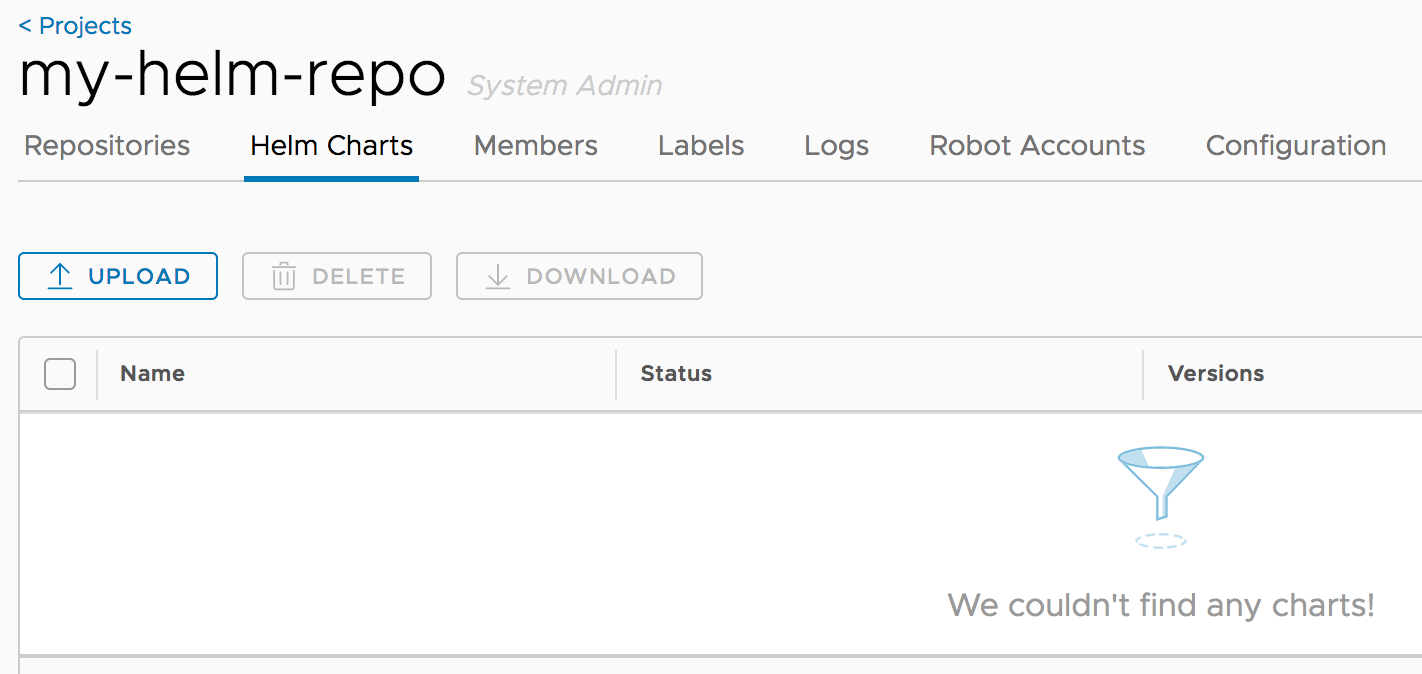 < Projects
my-helm-repo System Admin
Repositories Helm Charts Members Labels Logs Robot Accounts Configuration
UPLOAD DELETE DOWNLOAD
Name Status Versions
We couldn't find any charts!